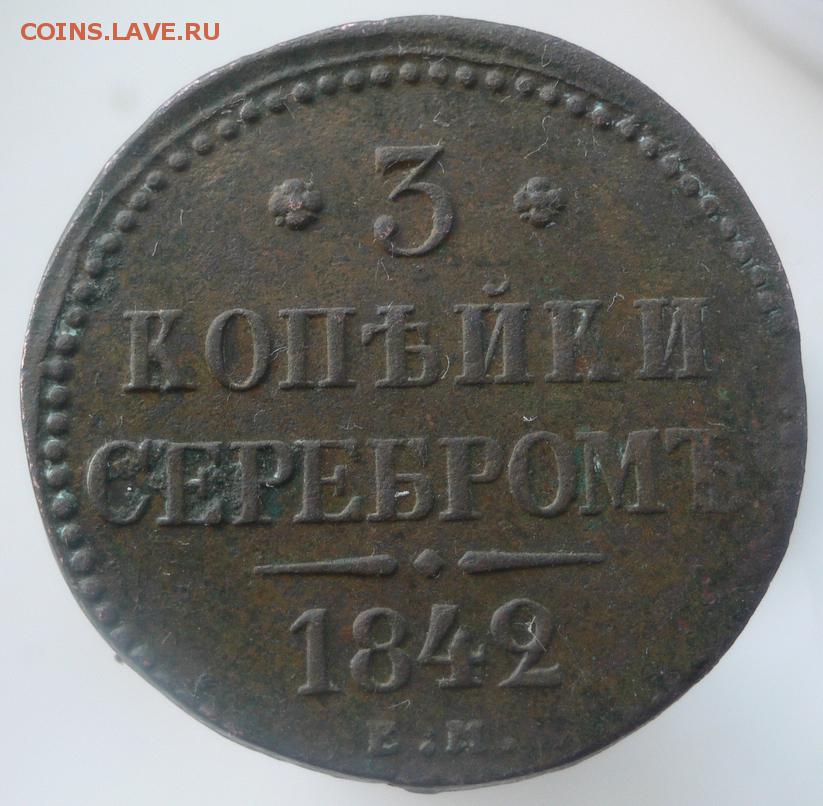 COINS.LAVE.RU
3
КОПѢЙКИ
СЕРЕБРОМЪ
1842
Е.М.